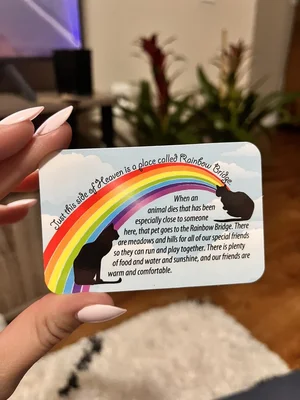 Just this side of Heaven is a place called Rainbow Bridge.
When an
animal dies that has been
especially close to someone
here, that pet goes to the Rainbow Bridge. There
are meadows and hills for all of our special friends
so they can run and play together. There is plenty
of food and water and sunshine, and our friends are
warm and comfortable.